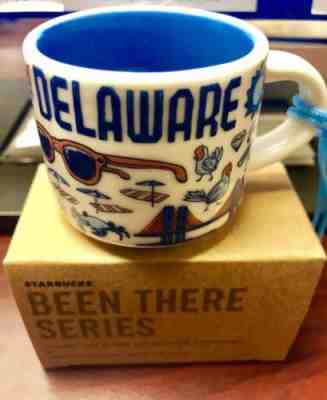 DELAWARE
STARBUCKS
BEEN THERE
SERIES